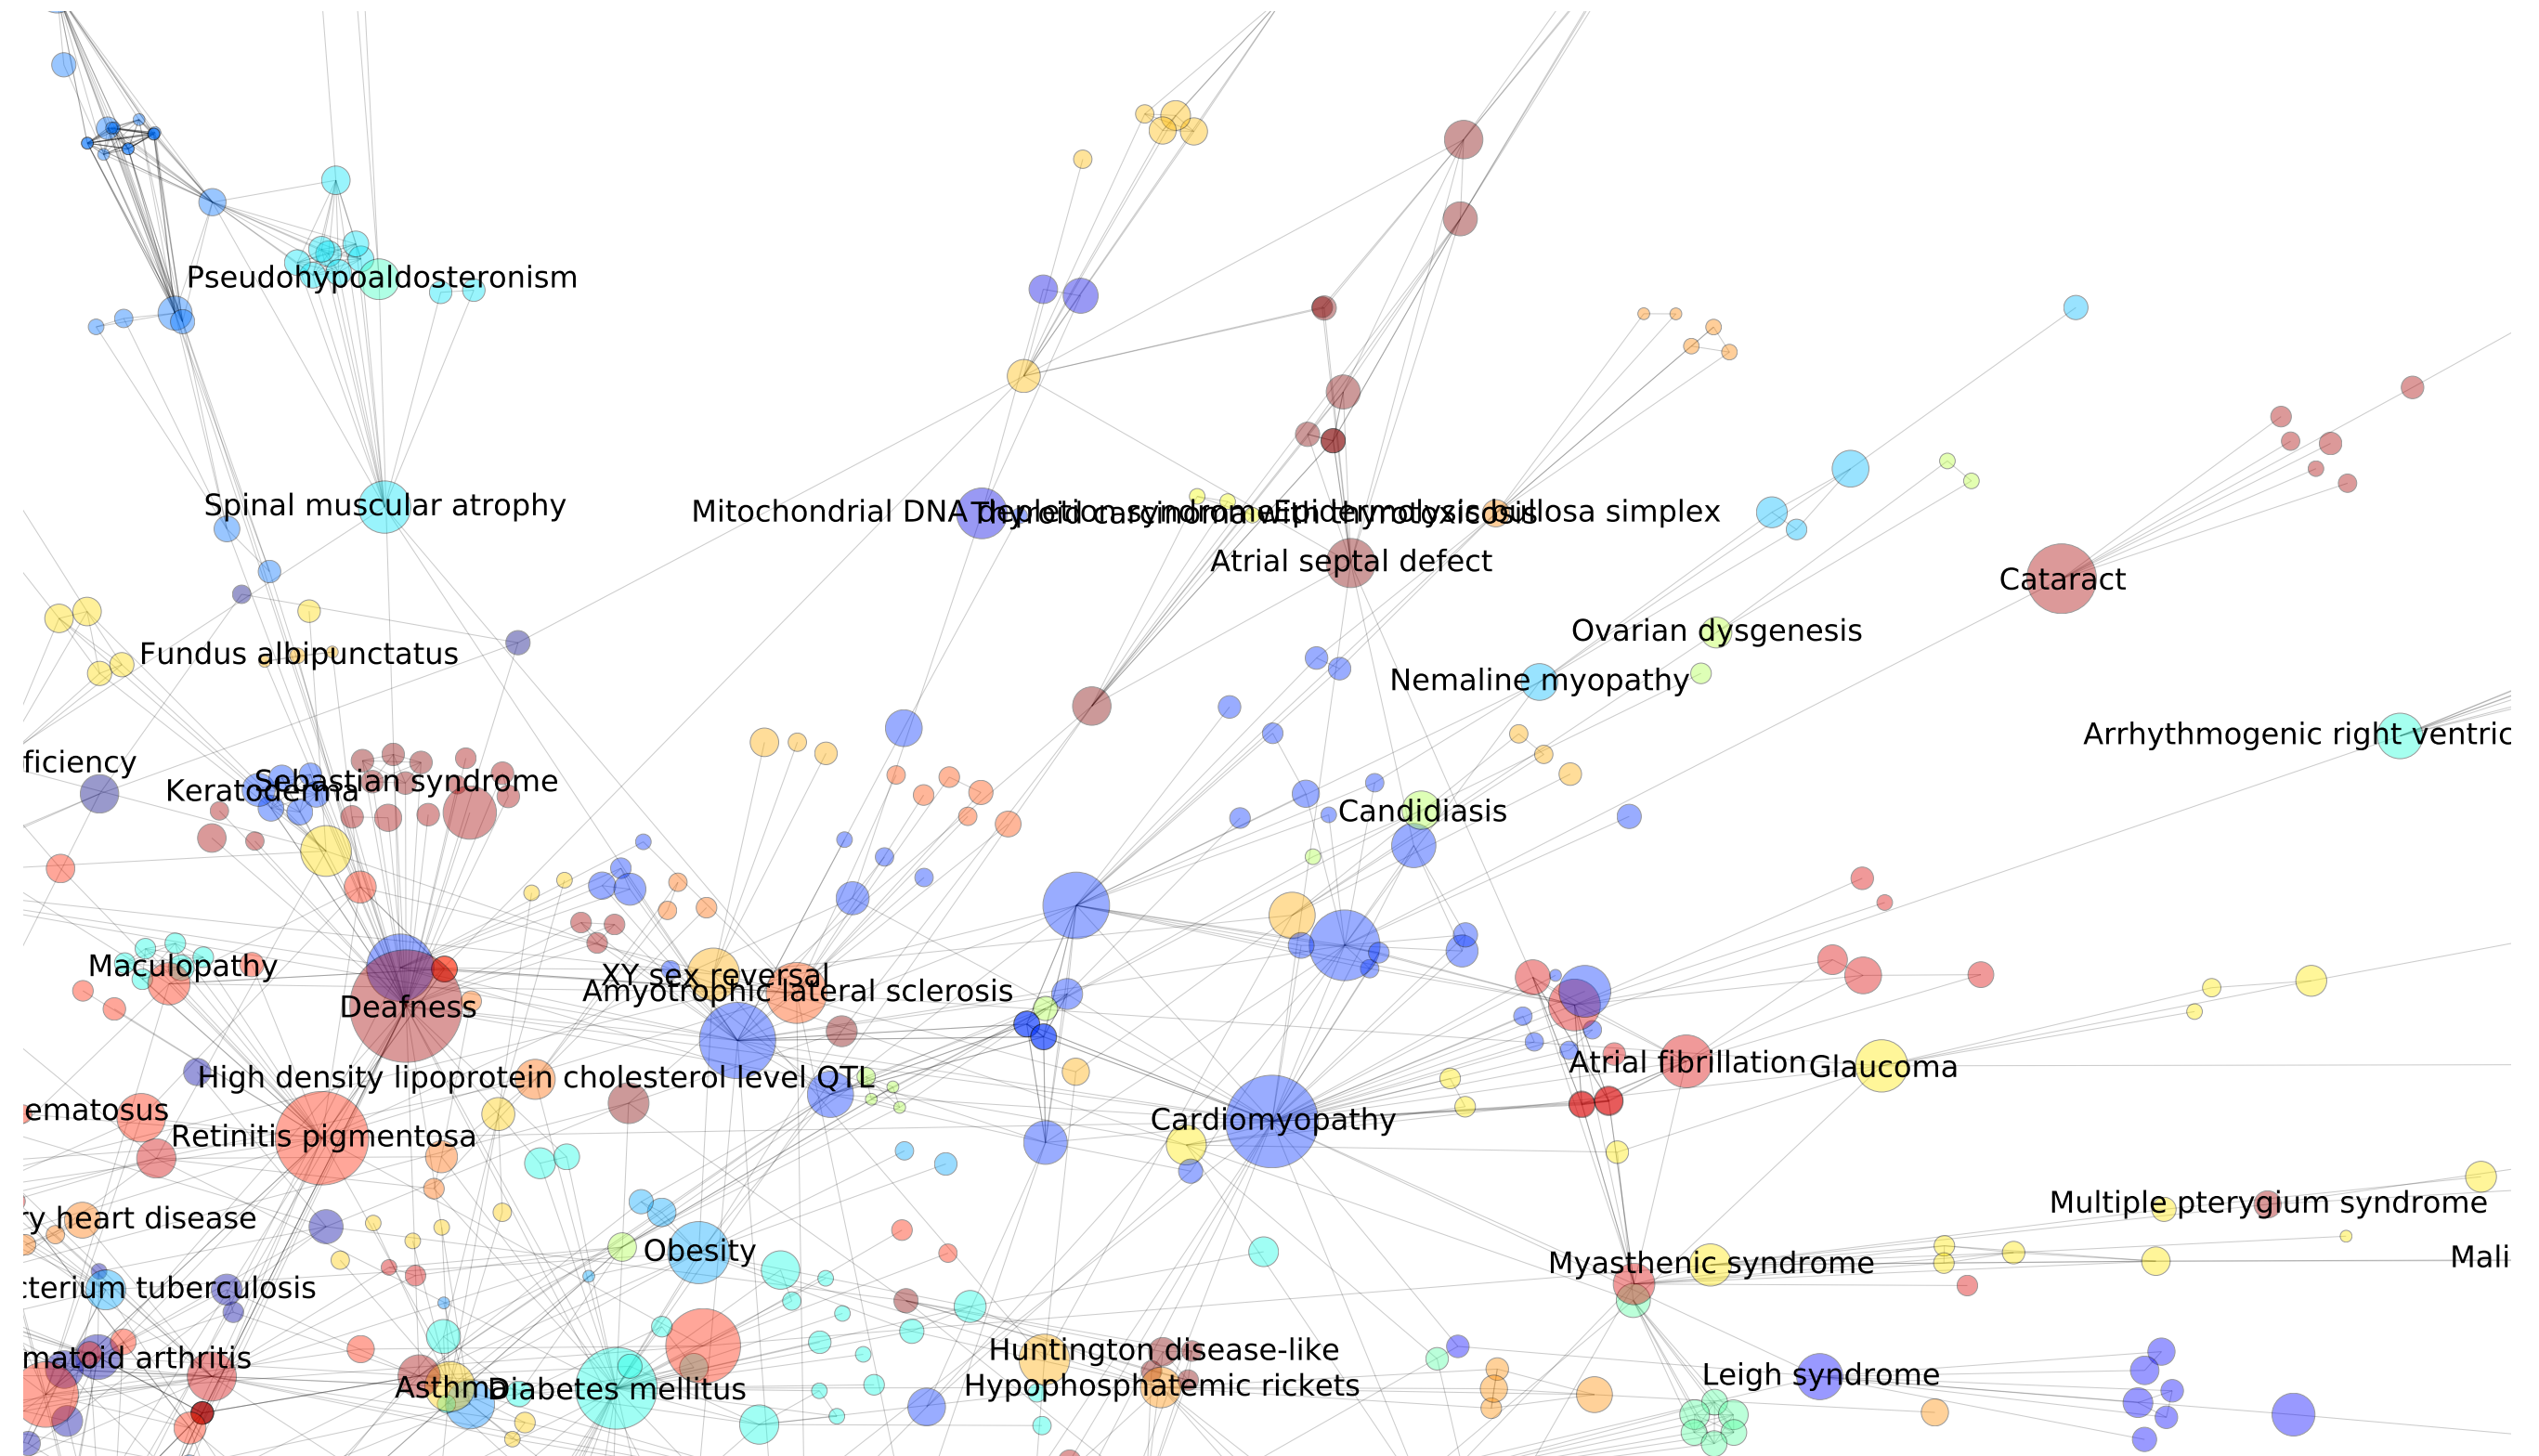 Pseudohypoaldosteronism
Spinal muscular atrophy
Mitochondrial DNA depletion syndrome
Thyroid carcinoma with thyrotoxicosis
Epidermolysis bullosa simplex
Atrial septal defect
Cataract
Ovarian dysgenesis
Fundus albipunctatus
Nemaline myopathy
Arrhythmogenic right ventric
ficiency
Sebastian syndrome
Keratoderma
Candidiasis
Maculopathy
XY sex reversal
Amyotrophic lateral sclerosis
Deafness
Atrial fibrillation
Glaucoma
High density lipoprotein cholesterol level QTL
ematosus
Cardiomyopathy
Retinitis pigmentosa
Multiple pterygium syndrome
ry heart disease
Obesity
Mali
Myasthenic syndrome
cterium tuberculosis
Huntington disease-like
matoid arthritis
Leigh syndrome
Hypophosphatemic rickets
Asthma
Diabetes mellitus